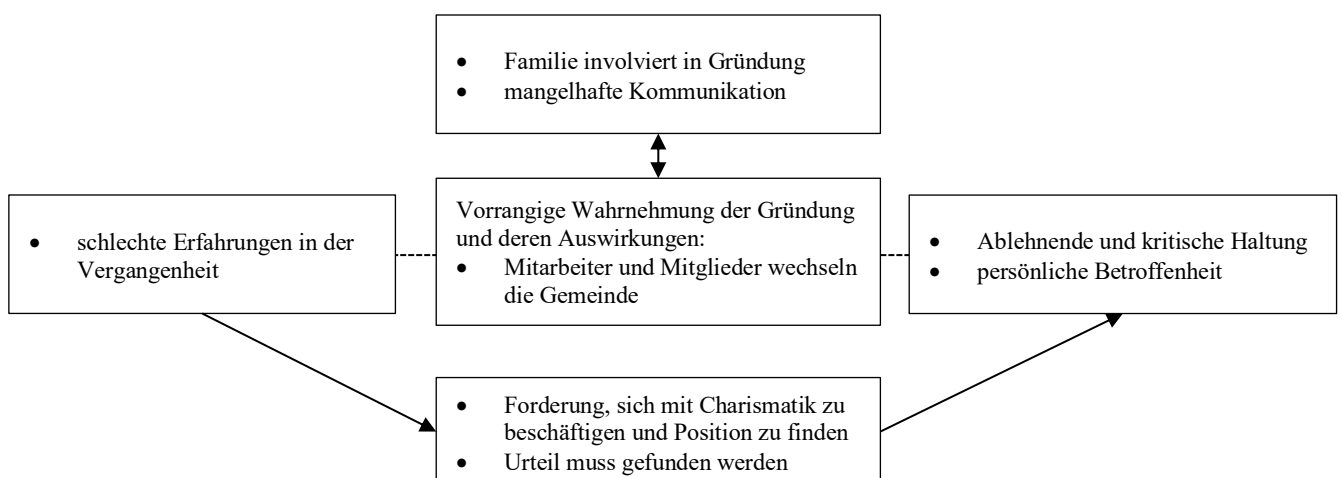 • Familie involviert in Gründung
• mangelhafte Kommunikation
• schlechte Erfahrungen in der
Vergangenheit
Vorrangige Wahrnehmung der Gründung
und deren Auswirkungen:
• Mitarbeiter und Mitglieder wechseln
die Gemeinde
• Ablehnende und kritische Haltung
• persönliche Betroffenheit
• Forderung, sich mit Charismatik zu
beschäftigen und Position zu finden
• Urteil muss gefunden werden